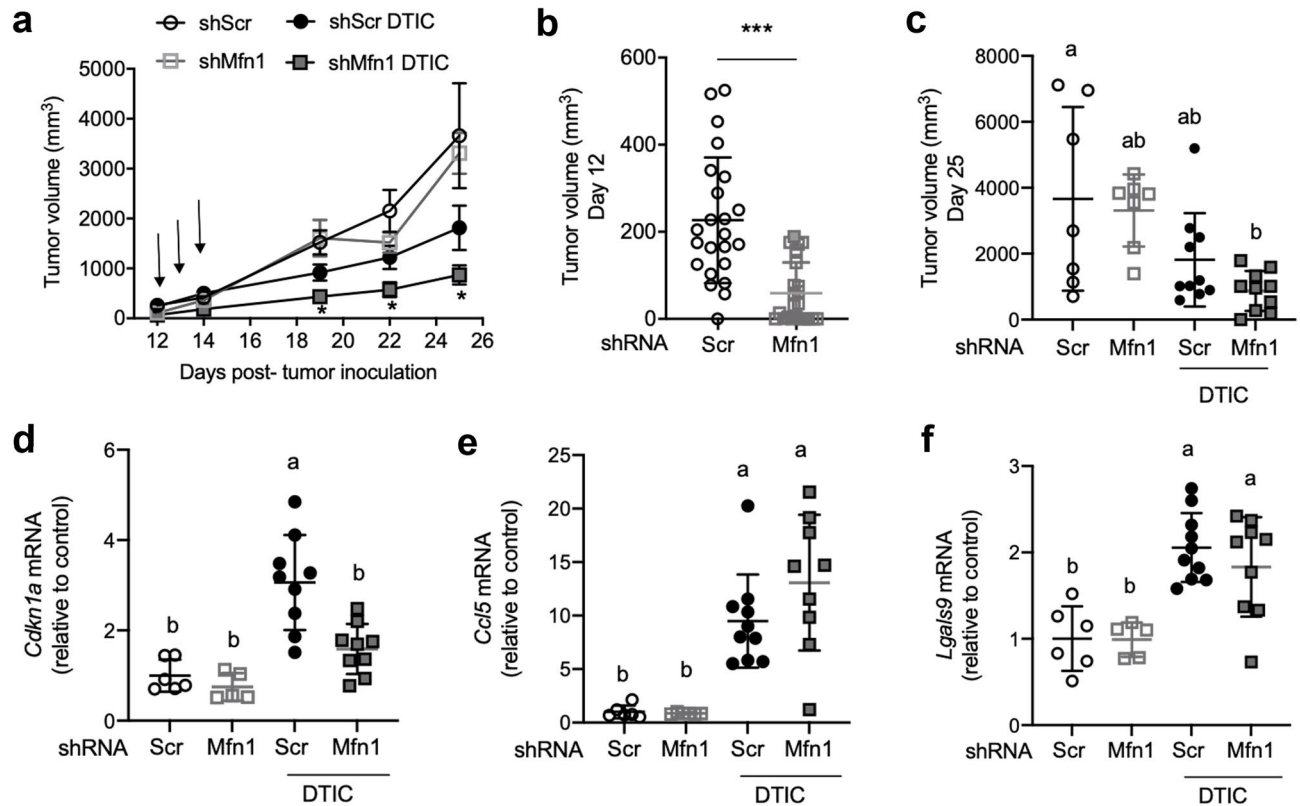 a
shScr
shScr DTIC
shMfn1
shMfn1 DTIC
Tumor volume (mm³)
5000
4000
3000
2000
1000
0
* * *
12 14 16 18 20 22 24 26
Days post- tumor inoculation
b
***
Tumor volume (mm³)
Day 12
600
400
200
0
shRNA Scr Mfn1
c
Tumor volume (mm³)
Day 25
8000
6000
4000
2000
0
a ab ab b
shRNA Scr Mfn1 Scr Mfn1
DTIC
d
Cdkn1a mRNA
(relative to control)
6
4
2
0
b b a b
shRNA Scr Mfn1 Scr Mfn1
DTIC
e
Ccl5 mRNA
(relative to control)
25
20
15
10
5
0
b b a a
shRNA Scr Mfn1 Scr Mfn1
DTIC
f
Lgals9 mRNA
(relative to control)
3
2
1
0
b b a a
shRNA Scr Mfn1 Scr Mfn1
DTIC